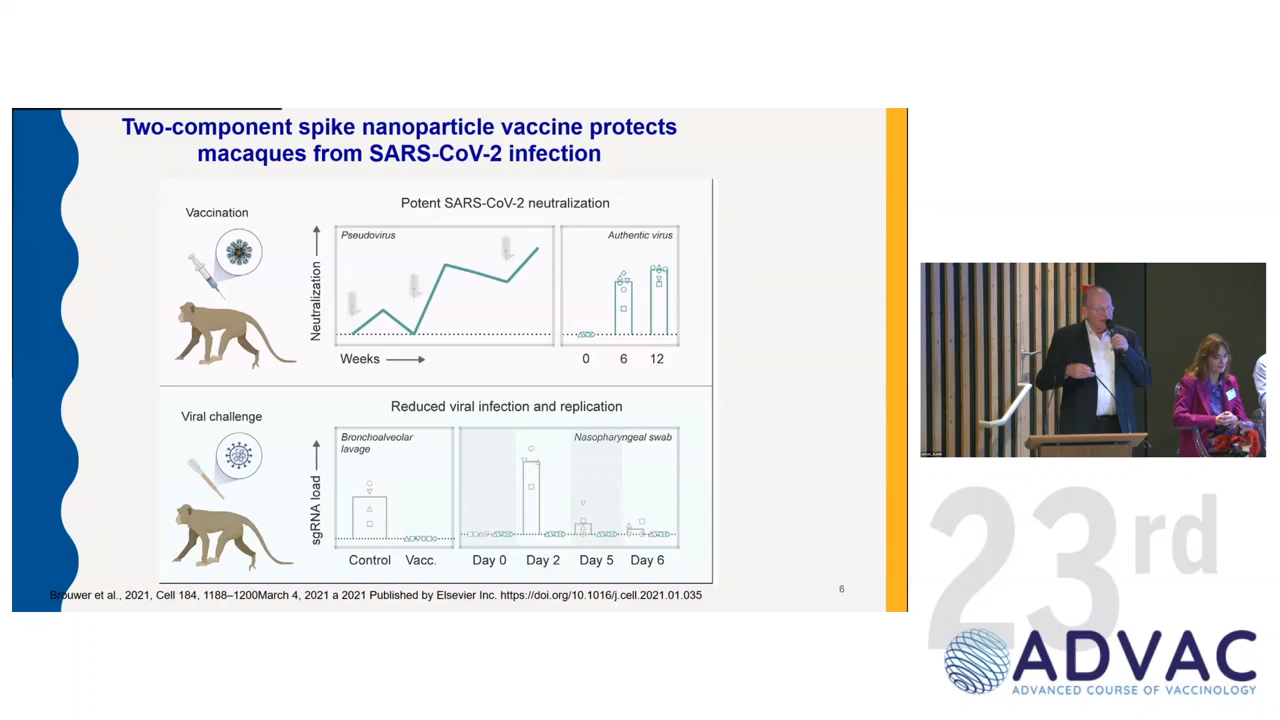 Two-component spike nanoparticle vaccine protects
macaques from SARS-CoV-2 infection
Vaccination
Potent SARS-CoV-2 neutralization
Neutralization
Pseudovirus
Authentic virus
Weeks
0 6 12
Viral challenge
Reduced viral infection and replication
sgRNA load
Bronchoalveolar
lavage
Nasopharyngeal swab
Control Vacc.
Day 0 Day 2 Day 5 Day 6
Brouwer et al., 2021, Cell 184, 1188–1200March 4, 2021 a 2021 Published by Elsevier Inc. https://doi.org/10.1016/j.cell.2021.01.035
6
23rd
ADVAC
ADVANCED COURSE OF VACCINOLOGY